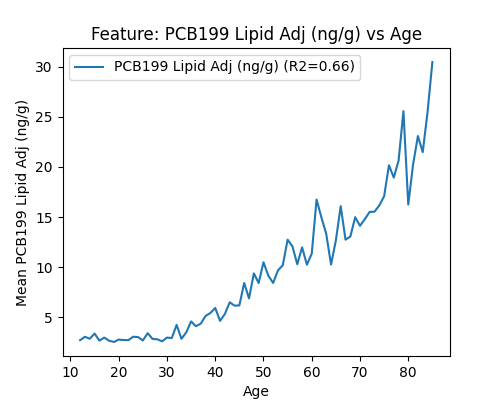 Feature: PCB199 Lipid Adj (ng/g) vs Age
PCB199 Lipid Adj (ng/g) (R2=0.66)
Mean PCB199 Lipid Adj (ng/g)
30
25
20
15
10
5
10 20 30 40 50 60 70 80
Age